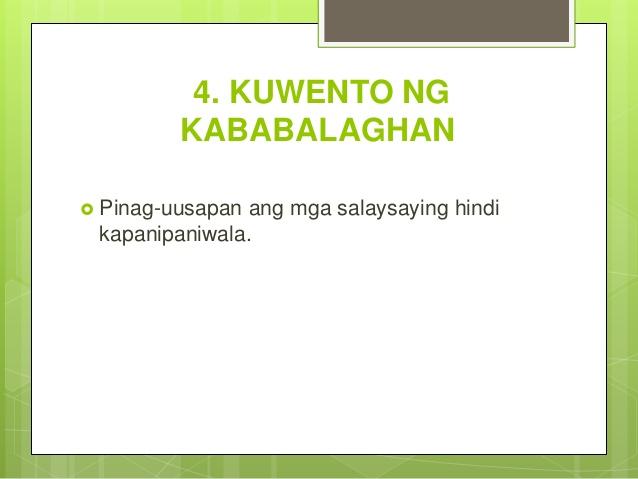 4. KUWENTO NG
KABABALAGHAN
Pinag-uusapan ang mga salaysaying hindi
kapanipaniwala.